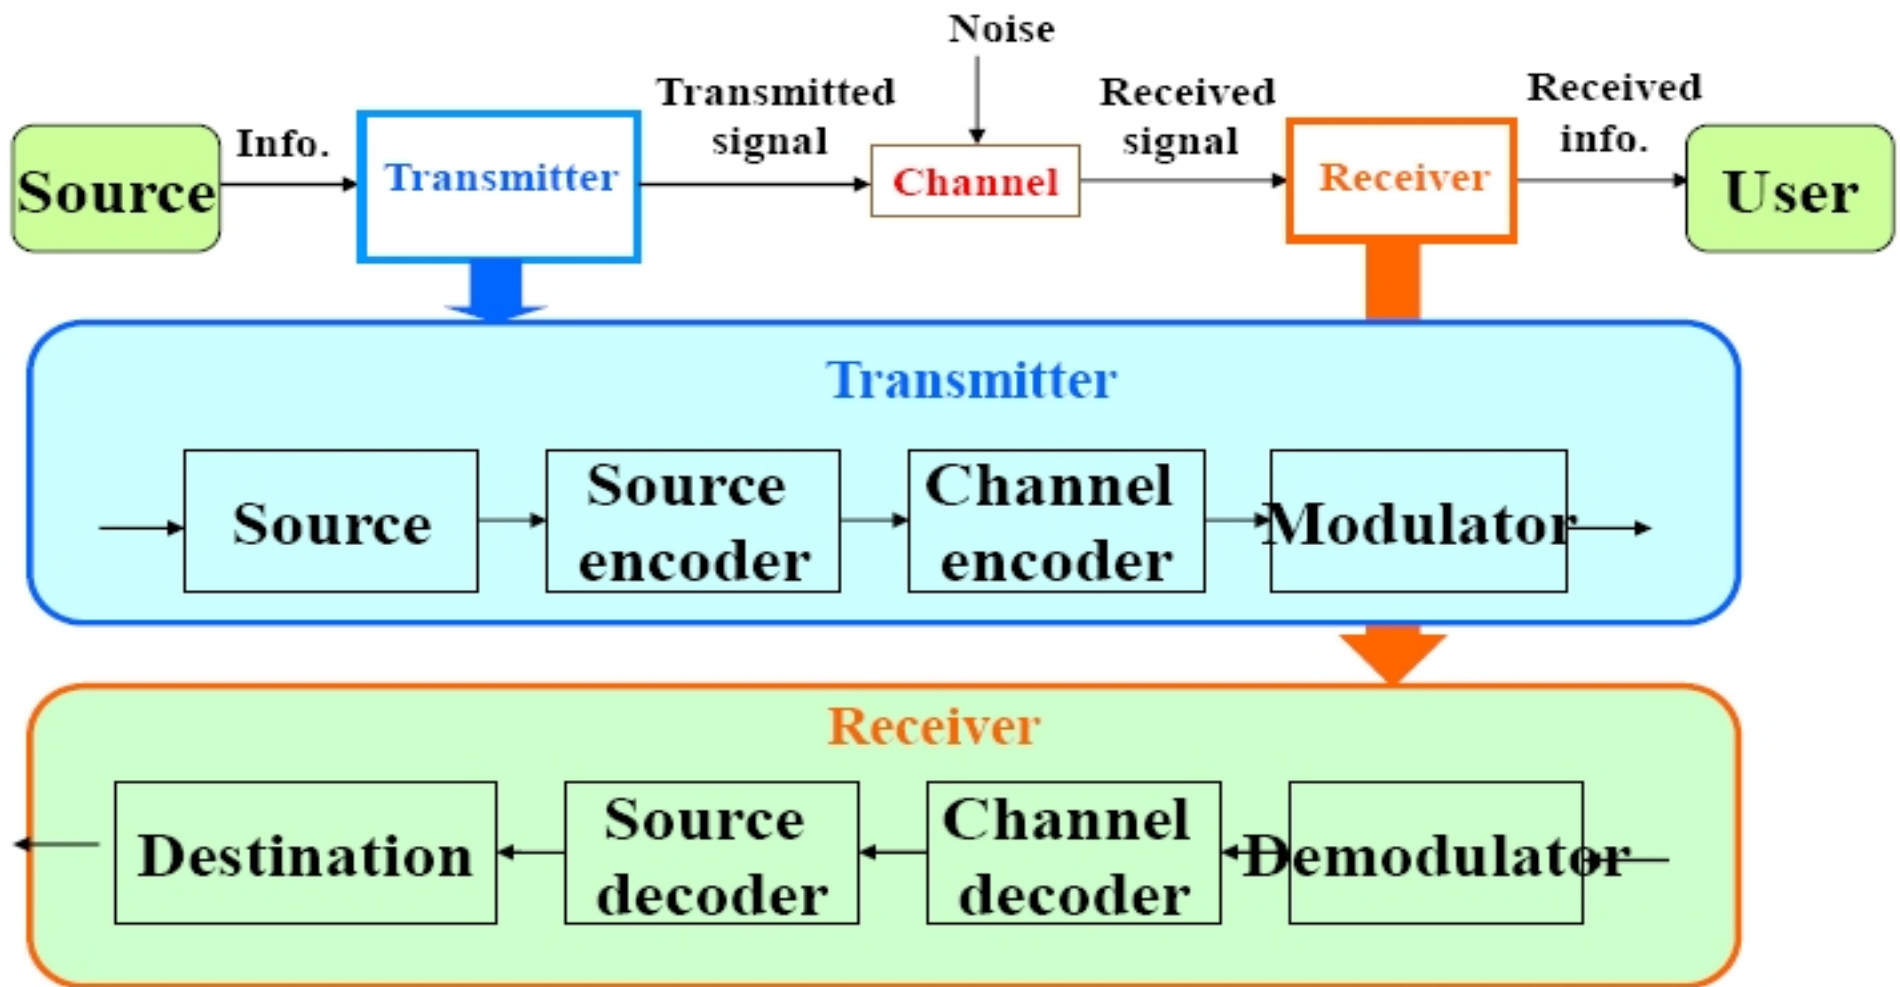 Noise
Transmitted
signal
Received
signal
Received
info.
Source
Info.
Transmitter
Channel
Receiver
User
Transmitter
Source
Source
encoder
Channel
encoder
Modulator
Receiver
Destination
Source
decoder
Channel
decoder
Demodulator